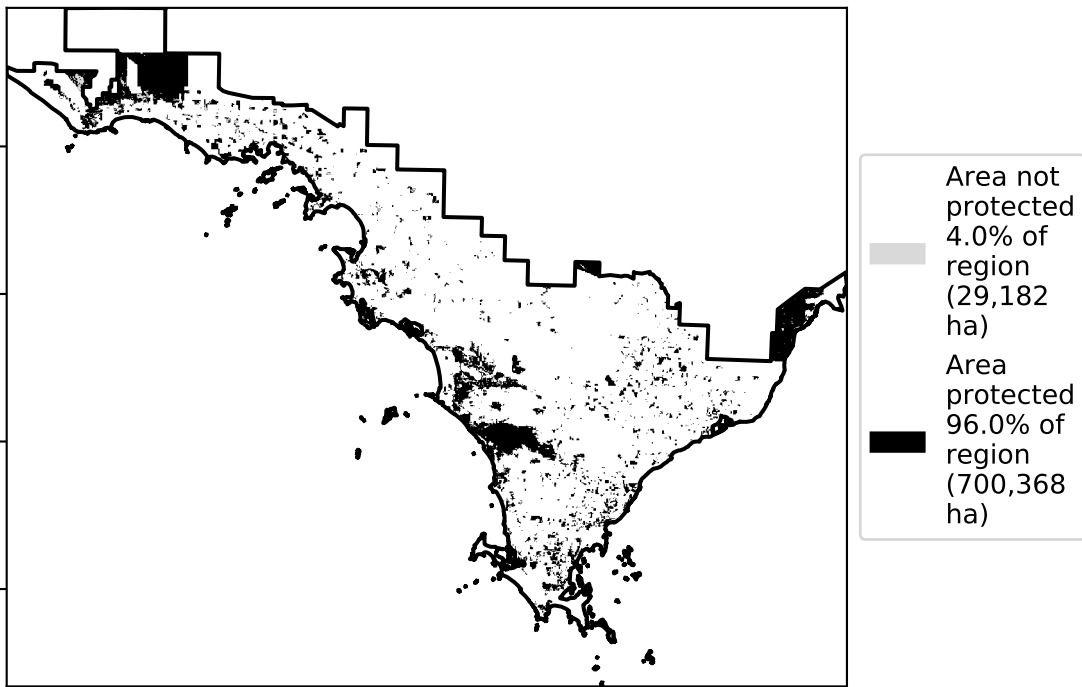 Area not
protected
4.0% of
region
(29,182
ha)
Area
protected
96.0% of
region
(700,368
ha)